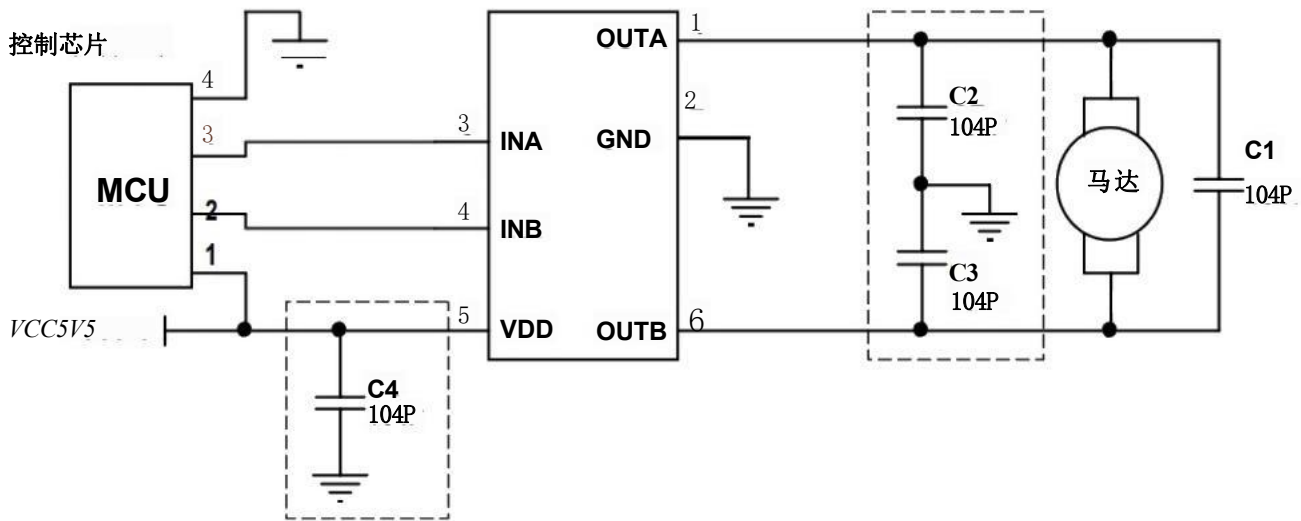 控制芯片
MCU
4
3
2
1
VCC5V5
3
INA
4
INB
5
VDD
OUTA
1
GND
2
OUTB
6
C4
104P
C2
104P
C3
104P
马达
C1
104P